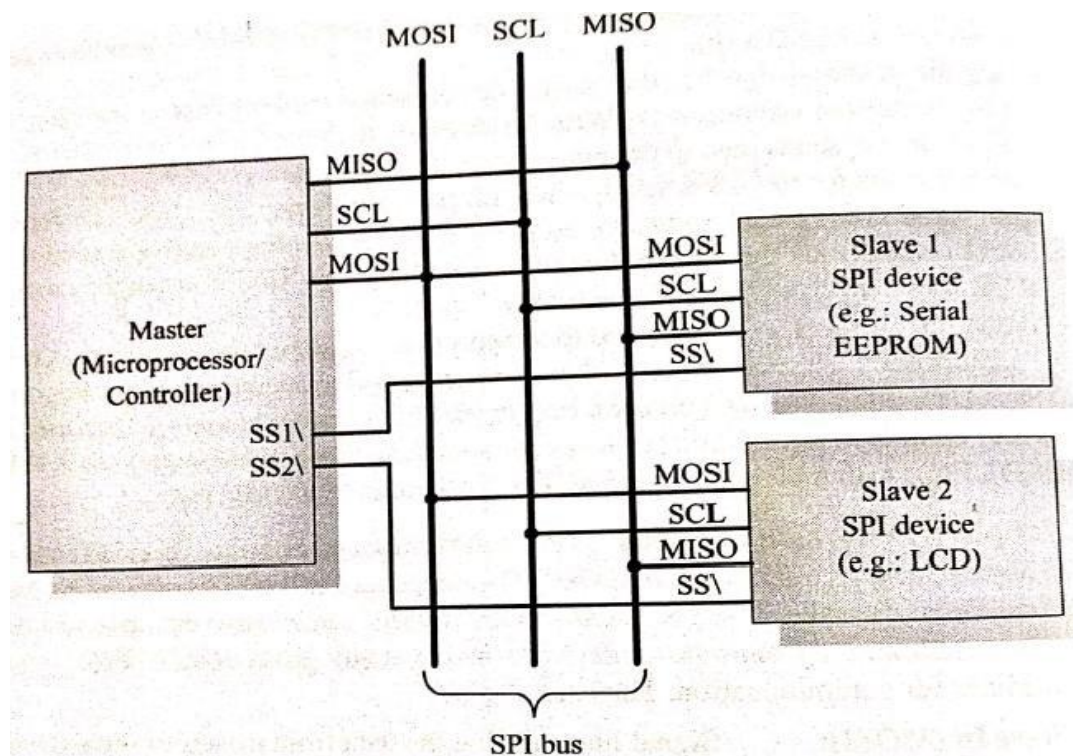 MOSI SCL MISO
MISO
SCL
MOSI
Master
(Microprocessor/
Controller)
SS1\
SS2\
MOSI
SCL
MISO
SS\
Slave 1
SPI device
(e.g.: Serial
EEPROM)
MOSI
SCL
MISO
SS\
Slave 2
SPI device
(e.g.: LCD)
SPI bus